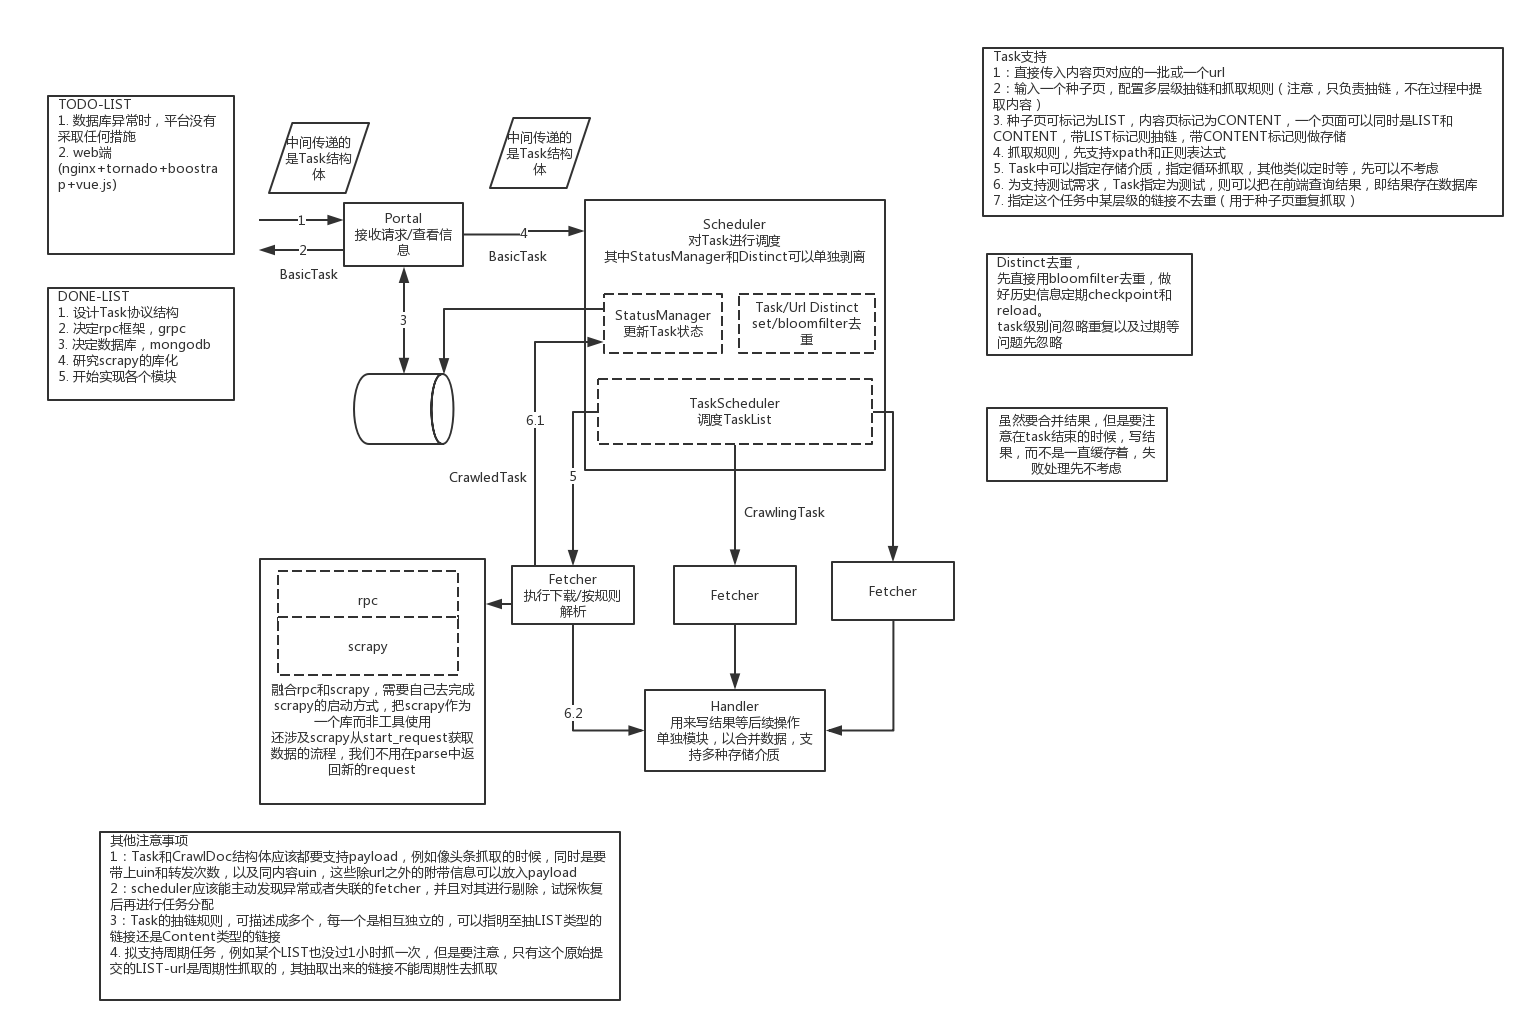 TODO-LIST
1. 数据库异常时，平台没有
采取任何措施
2. web端
(nginx+tornado+boostra
p+vue.js)
DONE-LIST
1. 设计Task协议结构
2. 决定rpc框架，grpc
3. 决定数据库，mongodb
4. 研究scrapy的库化
5. 开始实现各个模块
中间传递的
是Task结构
体
中间传递的
是Task结构
体
1
2
BasicTask
Portal
接收请求/查看信
息
4
BasicTask
3
Scheduler
对Task进行调度
其中StatusManager和Distinct可以单独剥离
StatusManager
更新Task状态
Task/Url Distinct
set/bloomfilter去
重
TaskScheduler
调度TaskList
6.1
CrawledTask
5
CrawlingTask
Fetcher
执行下载/按规则
解析
Fetcher
Fetcher
rpc
scrapy
融合rpc和scrapy，需要自己去完成
scrapy的启动方式，把scrapy作为
一个库而非工具使用
还涉及scrapy从start_request获取
数据的流程，我们不用在parse中返
回新的request
6.2
Handler
用来写结果等后续操作
单独模块，以合并数据，支
持多种存储介质
Task支持
1：直接传入内容页对应的一批或一个url
2：输入一个种子页，配置多层级抽链和抓取规则（注意，只负责抽链，不在过程中提
取内容）
3. 种子页可标记为LIST，内容页标记为CONTENT，一个页面可以同时是LIST和
CONTENT，带LIST标记则抽链，带CONTENT标记则做存储
4. 抓取规则，先支持xpath和正则表达式
5. Task中可以指定存储介质，指定循环抓取，其他类似定时等，先可以不考虑
6. 为支持测试需求，Task指定为测试，则可以把在前端查询结果，即结果存在数据库
7. 指定这个任务中某层级的链接不去重（用于种子页重复抓取）
Distinct去重，
先直接用bloomfilter去重，做
好历史信息定期checkpoint和
reload。
task级别间忽略重复以及过期等
问题先忽略
虽然要合并结果，但是要注
意在task结束的时候，写结
果，而不是一直缓存着，失
败处理先不考虑
其他注意事项
1：Task和CrawlDoc结构体应该都要支持payload，例如像头条抓取的时候，同时是要
带上uin和转发次数，以及同内容uin，这些除url之外的附带信息可以放入payload
2：scheduler应该能主动发现异常或者失联的fetcher，并且对其进行剔除，试探恢复
后再进行任务分配
3：Task的抽链规则，可描述成多个，每一个是相互独立的，可以指明至抽LIST类型的
链接还是Content类型的链接
4. 拟支持周期任务，例如某个LIST也没过1小时抓一次，但是要注意，只有这个原始提
交的LIST-url是周期性抓取的，其抽取出来的链接不能周期性去抓取